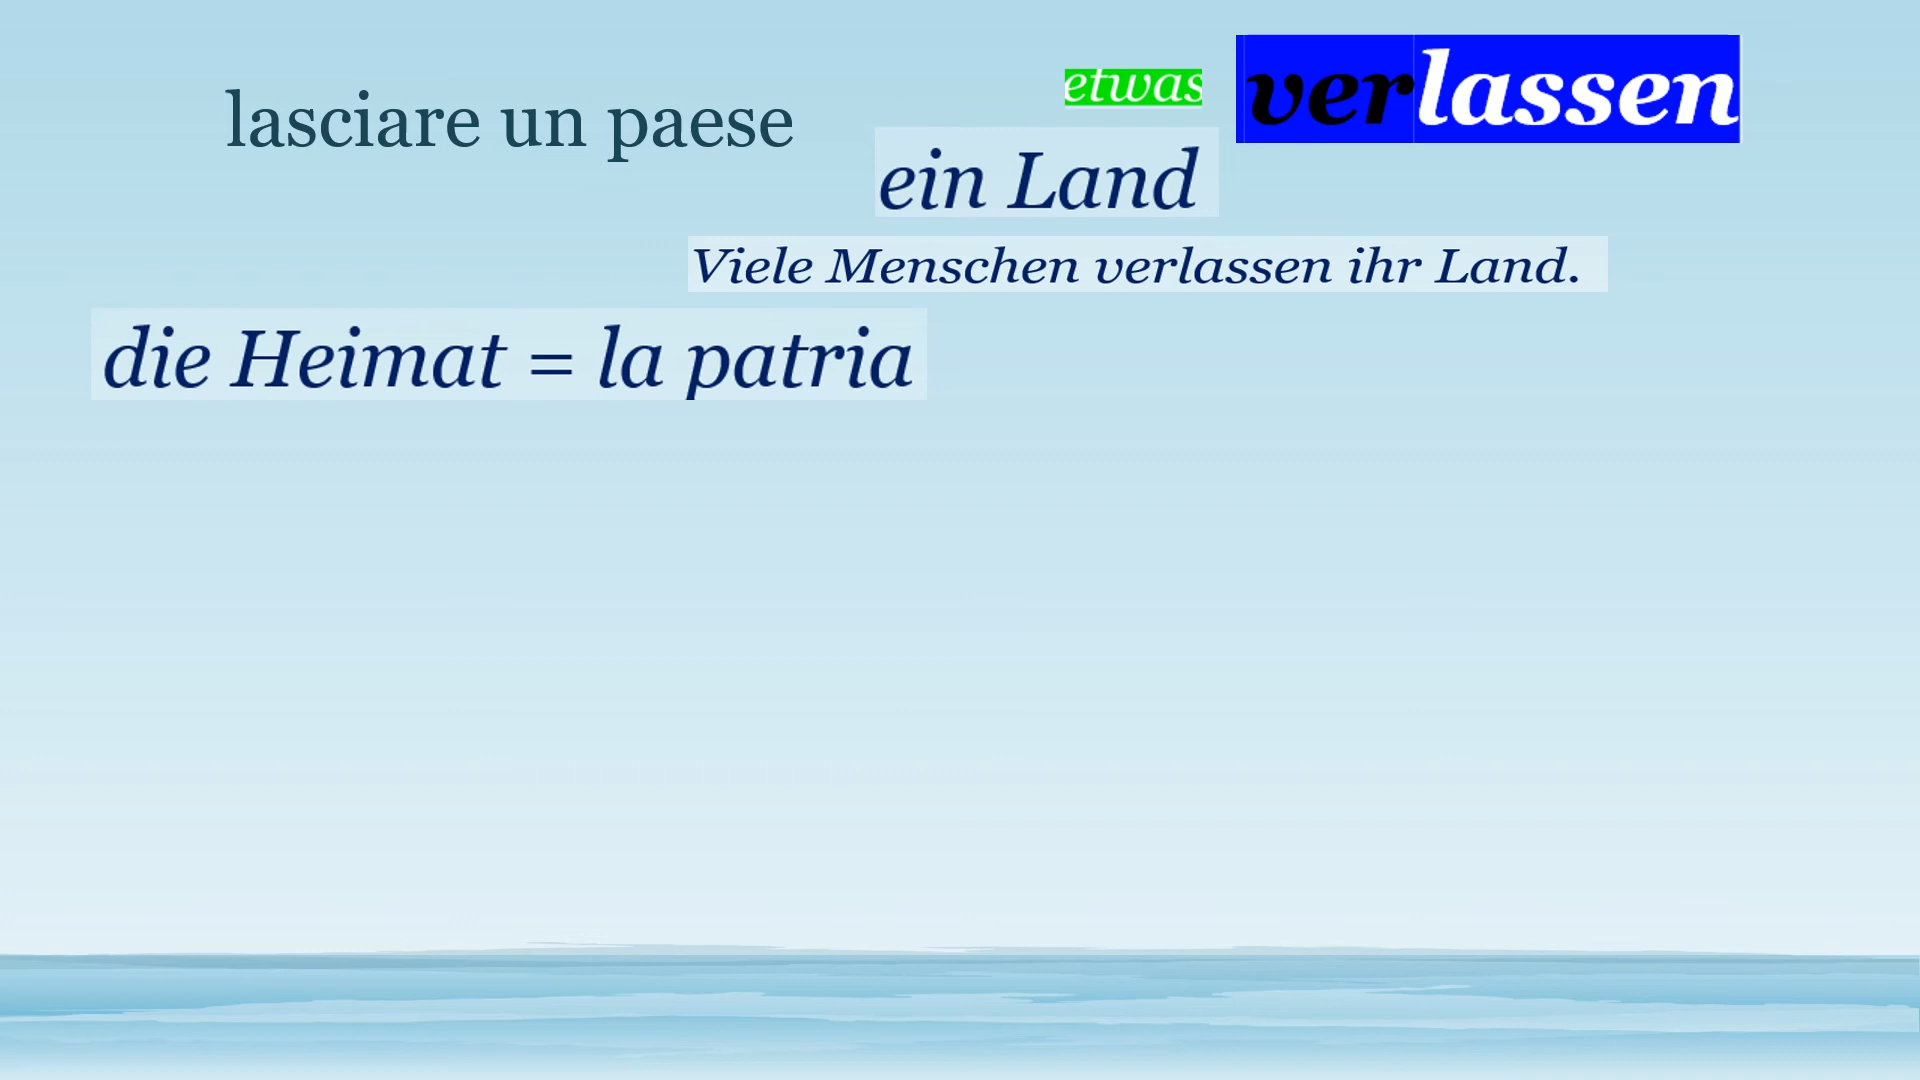 lasciare un paese
etwas verlassen
ein Land
Viele Menschen verlassen ihr Land.
die Heimat = la patria